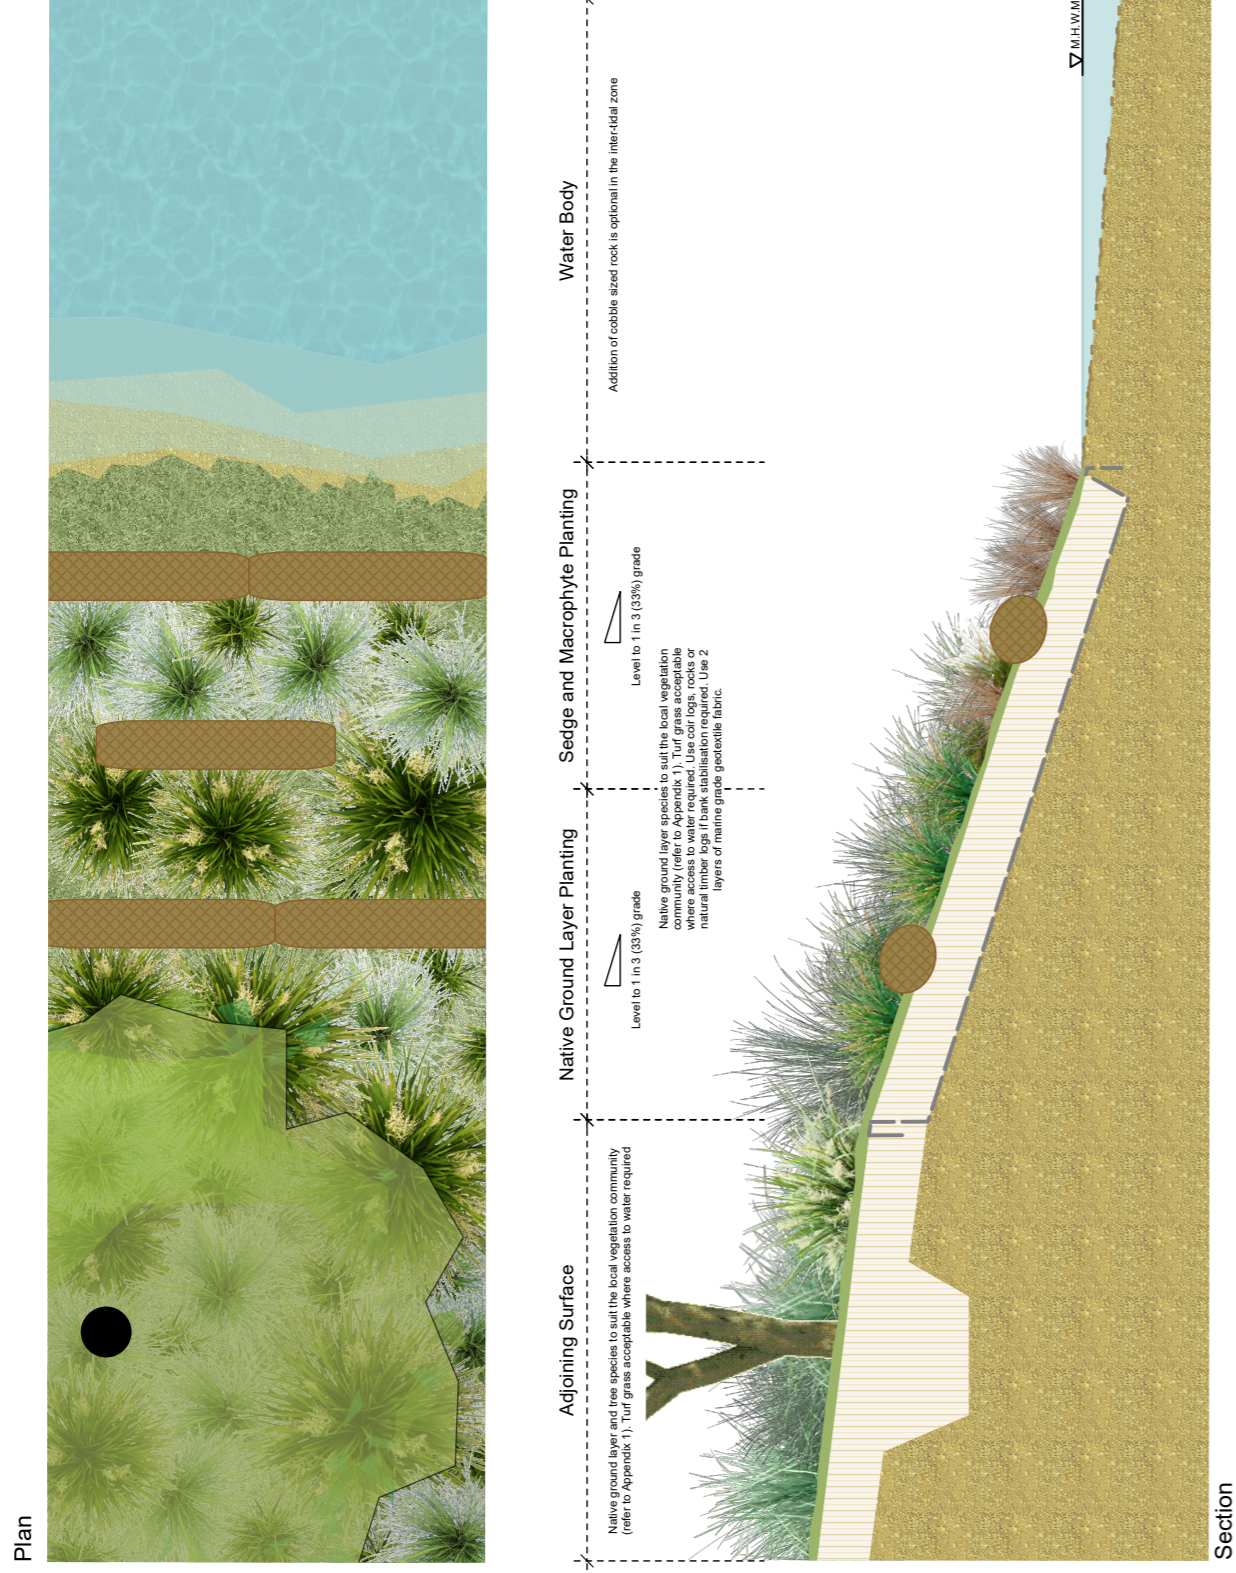 Plan
Adjoining Surface
Native Ground Layer Planting
Sedge and Macrophyte Planting
Water Body
Native ground layer and tree species to suit the local vegetation community
(refer to Appendix 1). Turf grass acceptable where access to water required
Level to 1 in 3 (33%) grade
Level to 1 in 3 (33%) grade
Native ground layer species to suit the local vegetation
community (refer to Appendix 1). Turf grass acceptable
where access to water required. Use coir logs, rocks or
natural timber logs if bank stabilisation required. Use 2
layers of marine grade geotextile fabric.
Addition of cobble sized rock is optional in the inter-tidal zone
M.H.W.M
Section